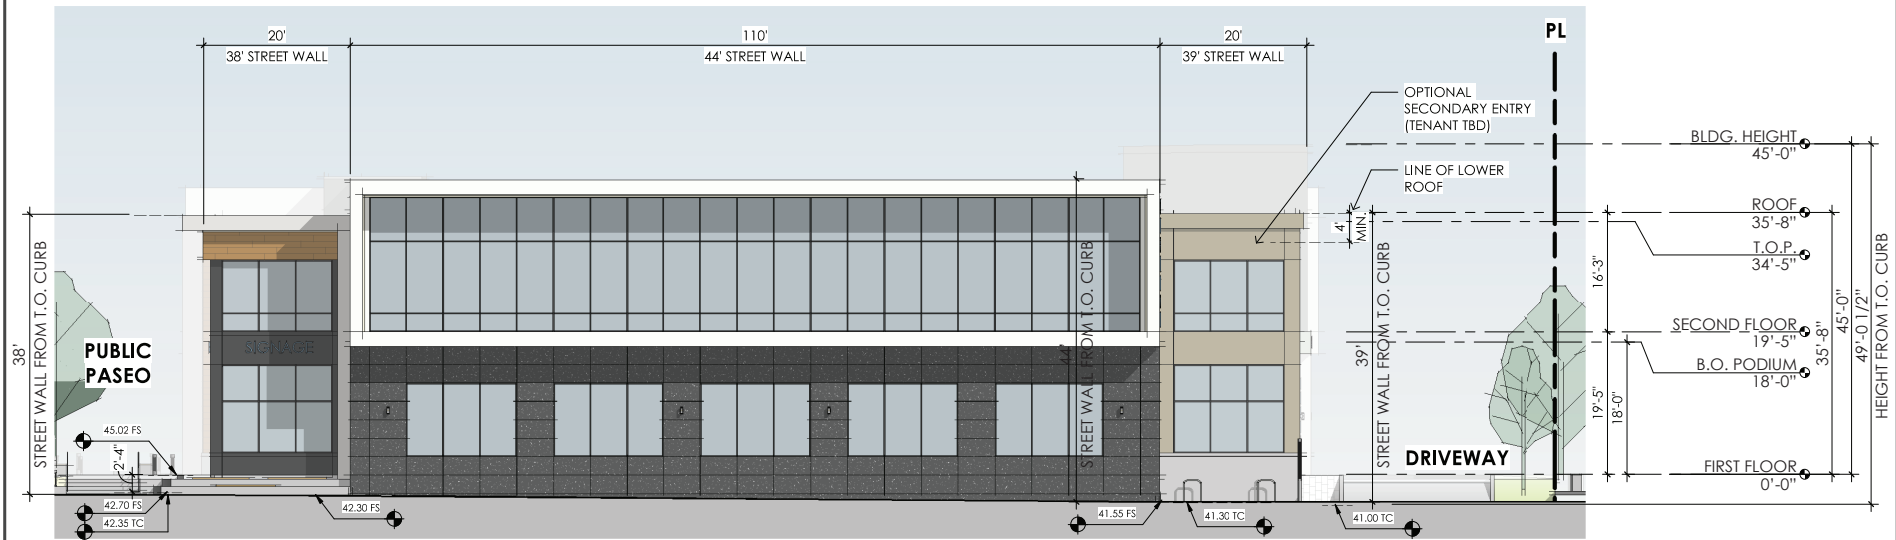 20'
38' STREET WALL
110'
44' STREET WALL
20'
39' STREET WALL
PL
OPTIONAL
SECONDARY ENTRY
(TENANT TBD)
LINE OF LOWER
ROOF
BLDG. HEIGHT
45'-0"
ROOF
35'-8"
T.O.P.
34'-5"
SECOND FLOOR
19'-5"
B.O. PODIUM
18'-0"
FIRST FLOOR
0'-0"
4'
MIN.
16'-3"
19'-5"
18'-0"
35'-8"
45'-0"
49'-0 1/2"
HEIGHT FROM T.O. CURB
38'
STREET WALL FROM T.O. CURB
44'
STREET WALL FROM T.O. CURB
39'
STREET WALL FROM T.O. CURB
PUBLIC
PASEO
SIGNAGE
DRIVEWAY
45.02 FS
2'-4"
42.70 FS
42.35 TC
42.30 FS
41.55 FS
41.30 TC
41.00 TC